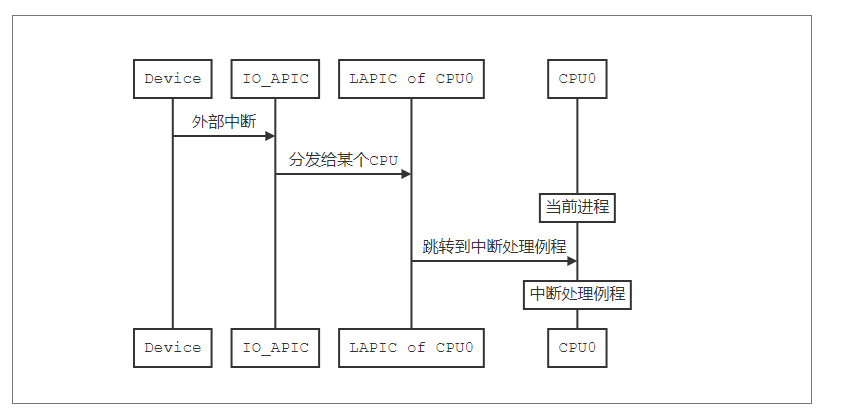 Device IO_APIC LAPIC of CPU0 CPU0
外部中断
分发给某个CPU
当前进程
跳转到中断处理例程
中断处理例程
Device IO_APIC LAPIC of CPU0 CPU0